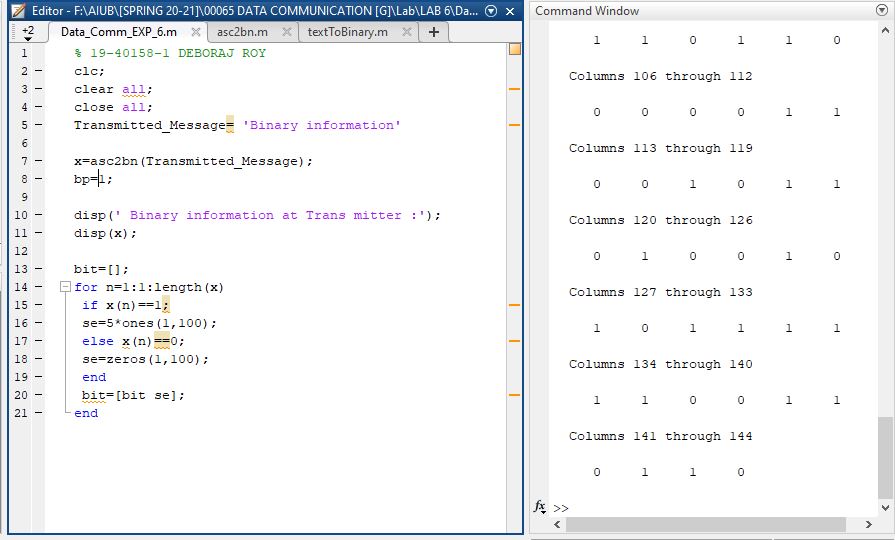 Editor - F:\AIUB\[SPRING 20-21]\00065 DATA COMMUNICATION [G]\Lab\LAB 6\Da...
+2 Data_Comm_EXP_6.m asc2bn.m textToBinary.m +
1 % 19-40158-1 DEBORAJ ROY
2 - clc;
3 - clear all;
4 - close all;
5 - Transmitted_Message= 'Binary information'
6
7 - x=asc2bn(Transmitted_Message);
8 - bp=1;
9
10 - disp(' Binary information at Trans mitter :');
11 - disp(x);
12
13 - bit=[];
14 - for n=1:1:length(x)
15 - if x(n)==1;
16 - se=5*ones(1,100);
17 - else x(n)==0;
18 - se=zeros(1,100);
19 - end
20 - bit=[bit se];
21 - end
Command Window
1 1 0 1 1 1 0
Columns 106 through 112
0 0 0 0 0 1 1
Columns 113 through 119
0 0 1 0 1 1
Columns 120 through 126
0 1 0 0 1 0
Columns 127 through 133
1 0 1 1 1 1
Columns 134 through 140
1 1 0 0 1 1
Columns 141 through 144
0 1 1 0
fx >>